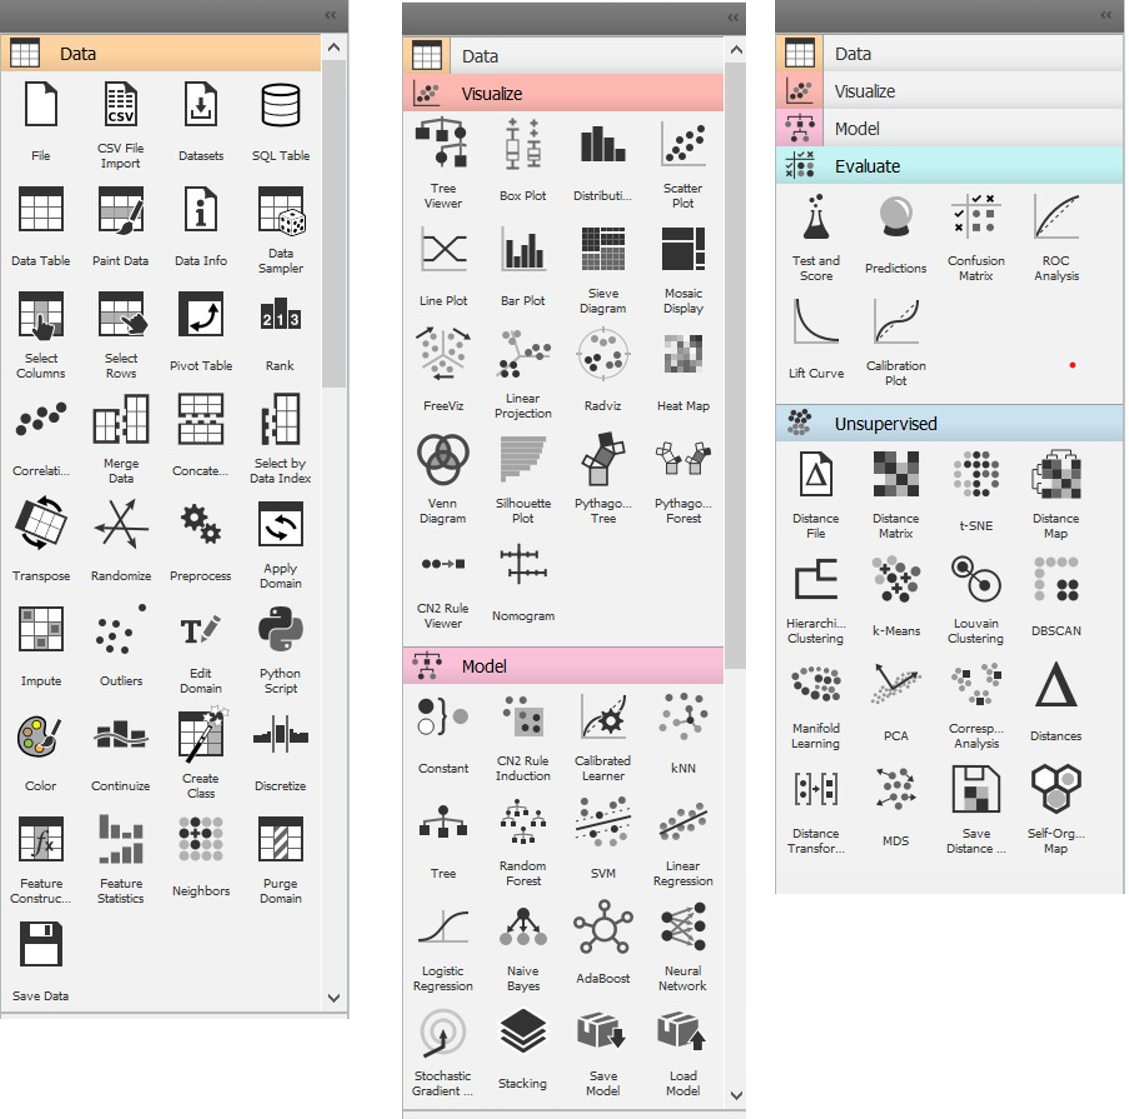 Data
File
CSV File
Import
Datasets
SQL Table
Data Table
Paint Data
Data Info
Data
Sampler
Select
Columns
Select
Rows
Pivot Table
Rank
Correlati...
Merge
Data
Concate...
Select by
Data Index
Transpose
Randomize
Preprocess
Apply
Domain
Impute
Outliers
Edit
Domain
Python
Script
Color
Continuize
Create
Class
Discretize
Feature
Construc...
Feature
Statistics
Neighbors
Purge
Domain
Save Data
Data
Visualize
Tree
Viewer
Box Plot
Distributi...
Scatter
Plot
Line Plot
Bar Plot
Sieve
Diagram
Mosaic
Display
FreeViz
Linear
Projection
Radviz
Heat Map
Venn
Diagram
Silhouette
Plot
Pythago...
Tree
Pythago...
Forest
CN2 Rule
Viewer
Nomogram
Model
Constant
CN2 Rule
Induction
Calibrated
Learner
kNN
Tree
Random
Forest
SVM
Linear
Regression
Logistic
Regression
Naive
Bayes
AdaBoost
Neural
Network
Stochastic
Gradient ...
Stacking
Save
Model
Load
Model
Data
Visualize
Model
Evaluate
Test and
Score
Predictions
Confusion
Matrix
ROC
Analysis
Lift Curve
Calibration
Plot
Unsupervised
Distance
File
Distance
Matrix
t-SNE
Distance
Map
Hierarchi...
Clustering
k-Means
Louvain
Clustering
DBSCAN
Manifold
Learning
PCA
Corresp...
Analysis
Distances
Distance
Transfor...
MDS
Save
Distance ...
Self-Org...
Map